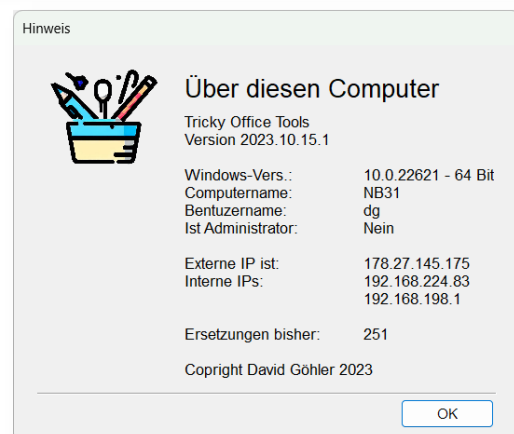 Hinweis
Über diesen Computer
Tricky Office Tools
Version 2023.10.15.1
Windows-Vers.: 10.0.22621 - 64 Bit
Computername: NB31
Bentuzername: dg
Ist Administrator: Nein
Externe IP ist: 178.27.145.175
Interne IPs: 192.168.224.83
192.168.198.1
Ersetzungen bisher: 251
Copright David Göhler 2023
OK